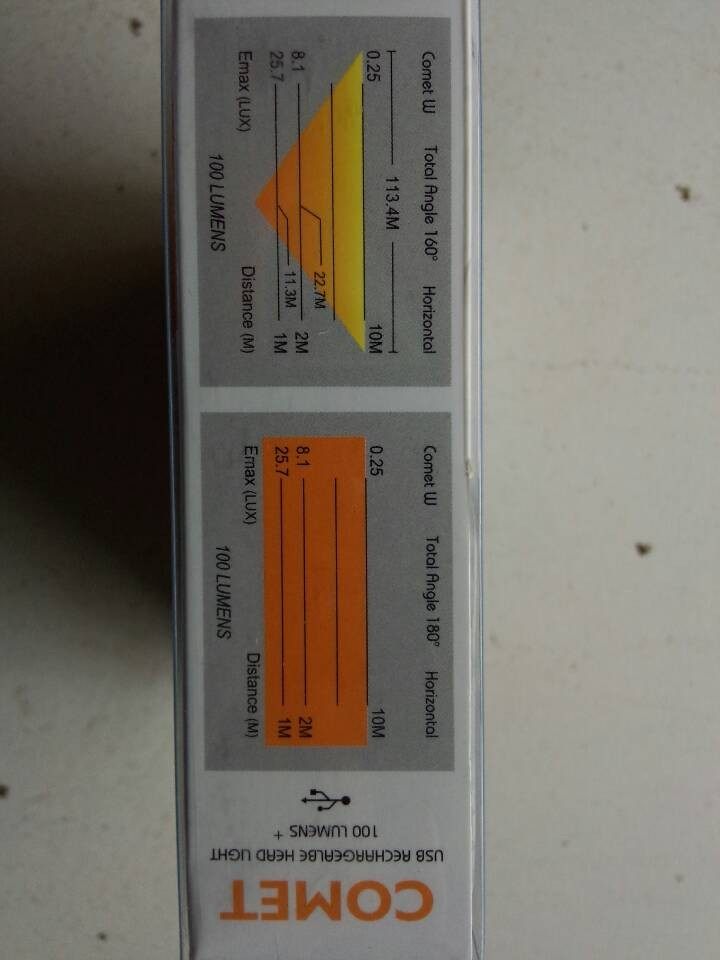 Comet W Total Angle 160° Horizontal
113.4M
0.25 10M
22.7M
8.1 2M
11.3M
25.7 1M
Emax (LUX) Distance (M)
100 LUMENS
Comet W Total Angle 180° Horizontal
0.25 10M
8.1 2M
25.7 1M
Emax (LUX) Distance (M)
100 LUMENS
COMET
USB RECHARGEALBE HEAD LIGHT
100 LUMENS +